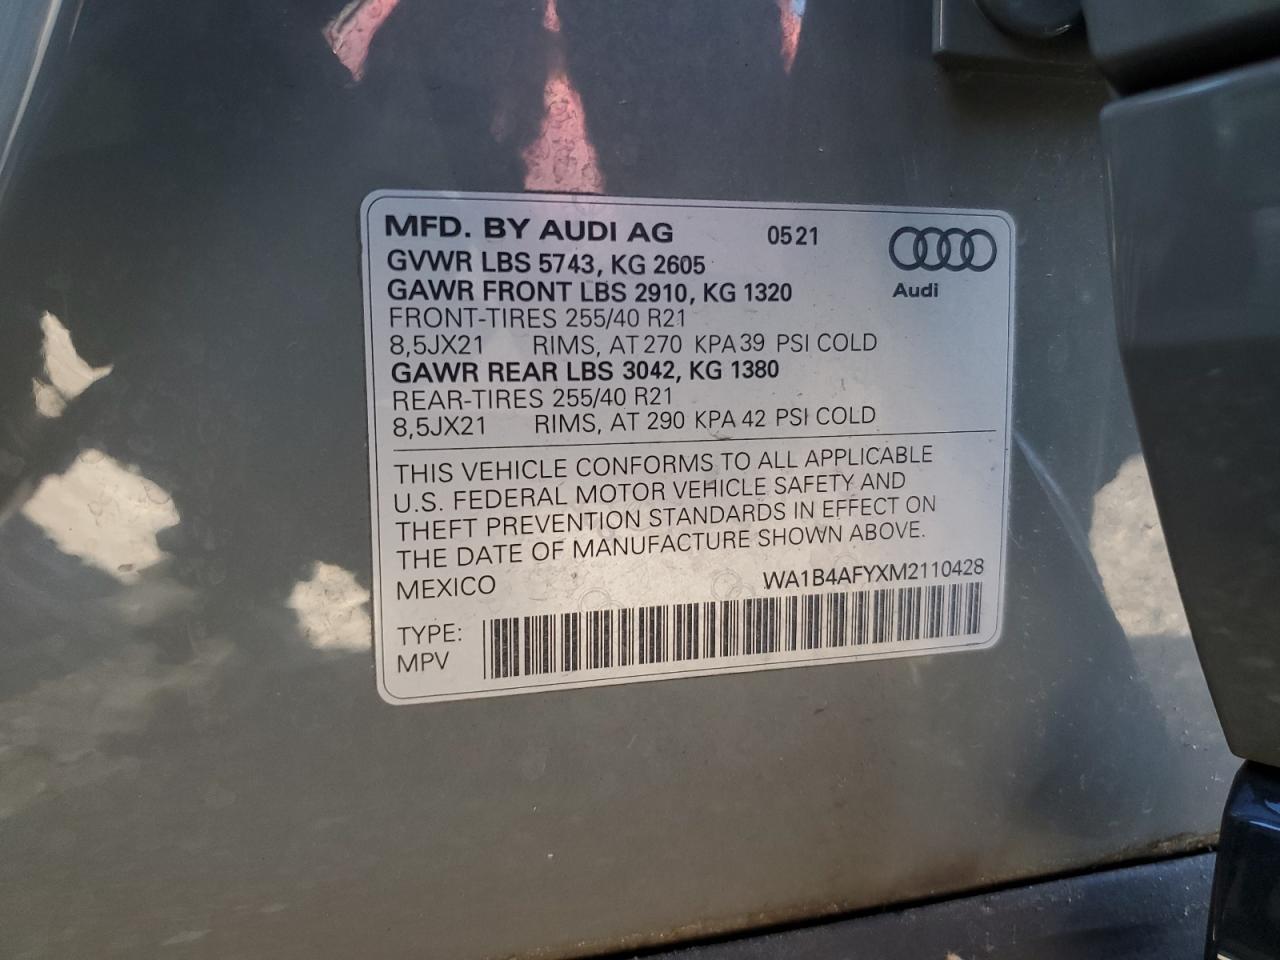 MFD. BY AUDI AG 0521
GVWR LBS 5743, KG 2605
GAWR FRONT LBS 2910, KG 1320 Audi
FRONT-TIRES 255/40 R21
8,5JX21 RIMS, AT 270 KPA 39 PSI COLD
GAWR REAR LBS 3042, KG 1380
REAR-TIRES 255/40 R21
8,5JX21 RIMS, AT 290 KPA 42 PSI COLD
THIS VEHICLE CONFORMS TO ALL APPLICABLE
U.S. FEDERAL MOTOR VEHICLE SAFETY AND
THEFT PREVENTION STANDARDS IN EFFECT ON
THE DATE OF MANUFACTURE SHOWN ABOVE.
MEXICO WA1B4AFYXM2110428
TYPE:
MPV